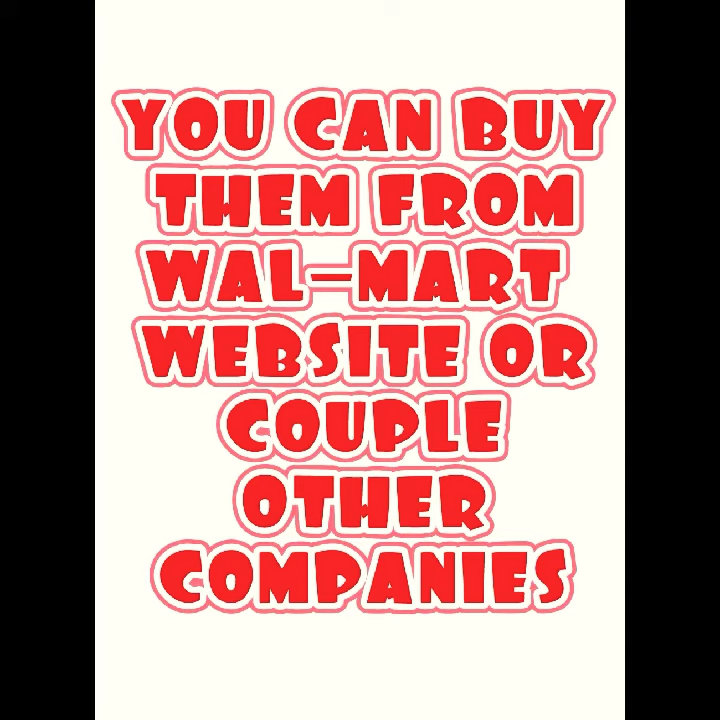 YOU CAN BUY
THEM FROM
WAL-MART
WEBSITE OR
COUPLE
OTHER
COMPANIES